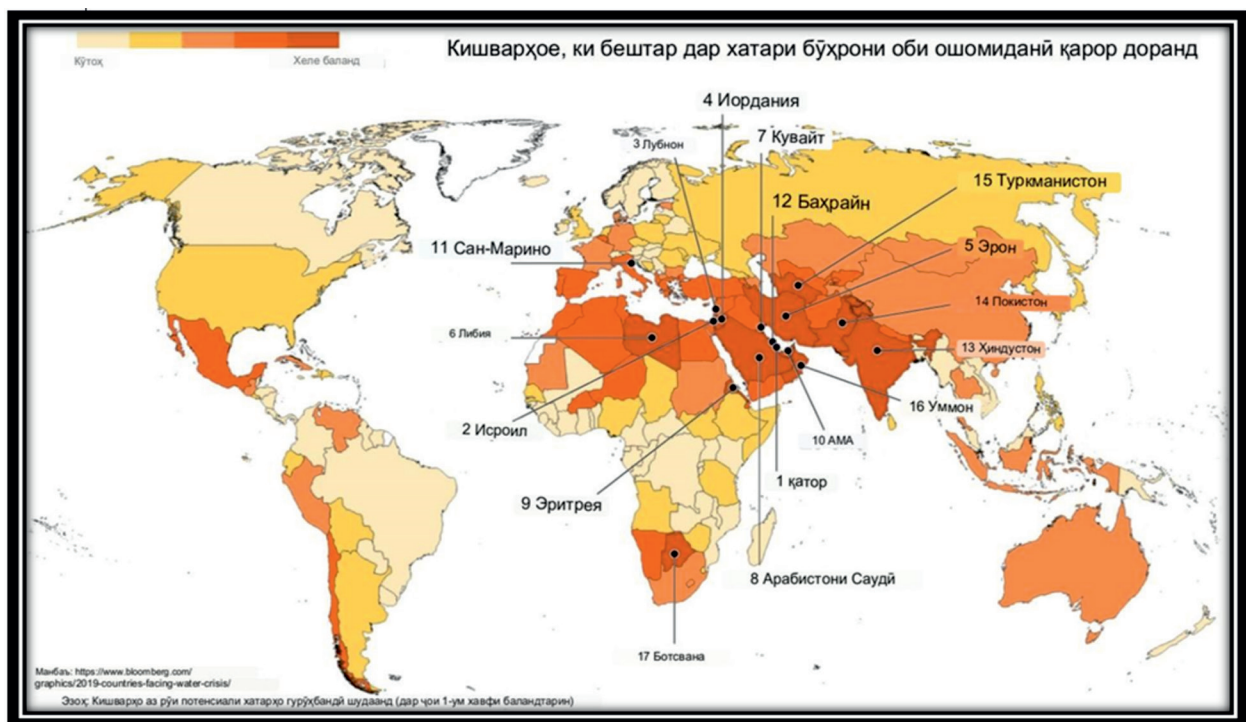 Кишварҳое, ки бештар дар хатари бӯҳрони оби ошомиданӣ қарор доранд
Кӯтоҳ
Хеле баланд
4 Иордания
3 Лубнон
7 Кувайт
15 Туркманистон
12 Баҳрайн
11 Сан-Марино
5 Эрон
14 Покистон
6 Либия
13 Ҳиндустон
16 Уммон
2 Исроил
10 АМА
1 қатор
9 Эритрея
8 Арабистони Саудӣ
17 Ботсвана
Манбаъ: https://www.bloomberg.com/
graphics/2019-countries-facing-water-crisis/
Эзоҳ: Кишварҳо аз рӯи потенсиали хатарҳо гурӯҳбандӣ шудаанд (дар ҷои 1-ум хавфи баландтарин)